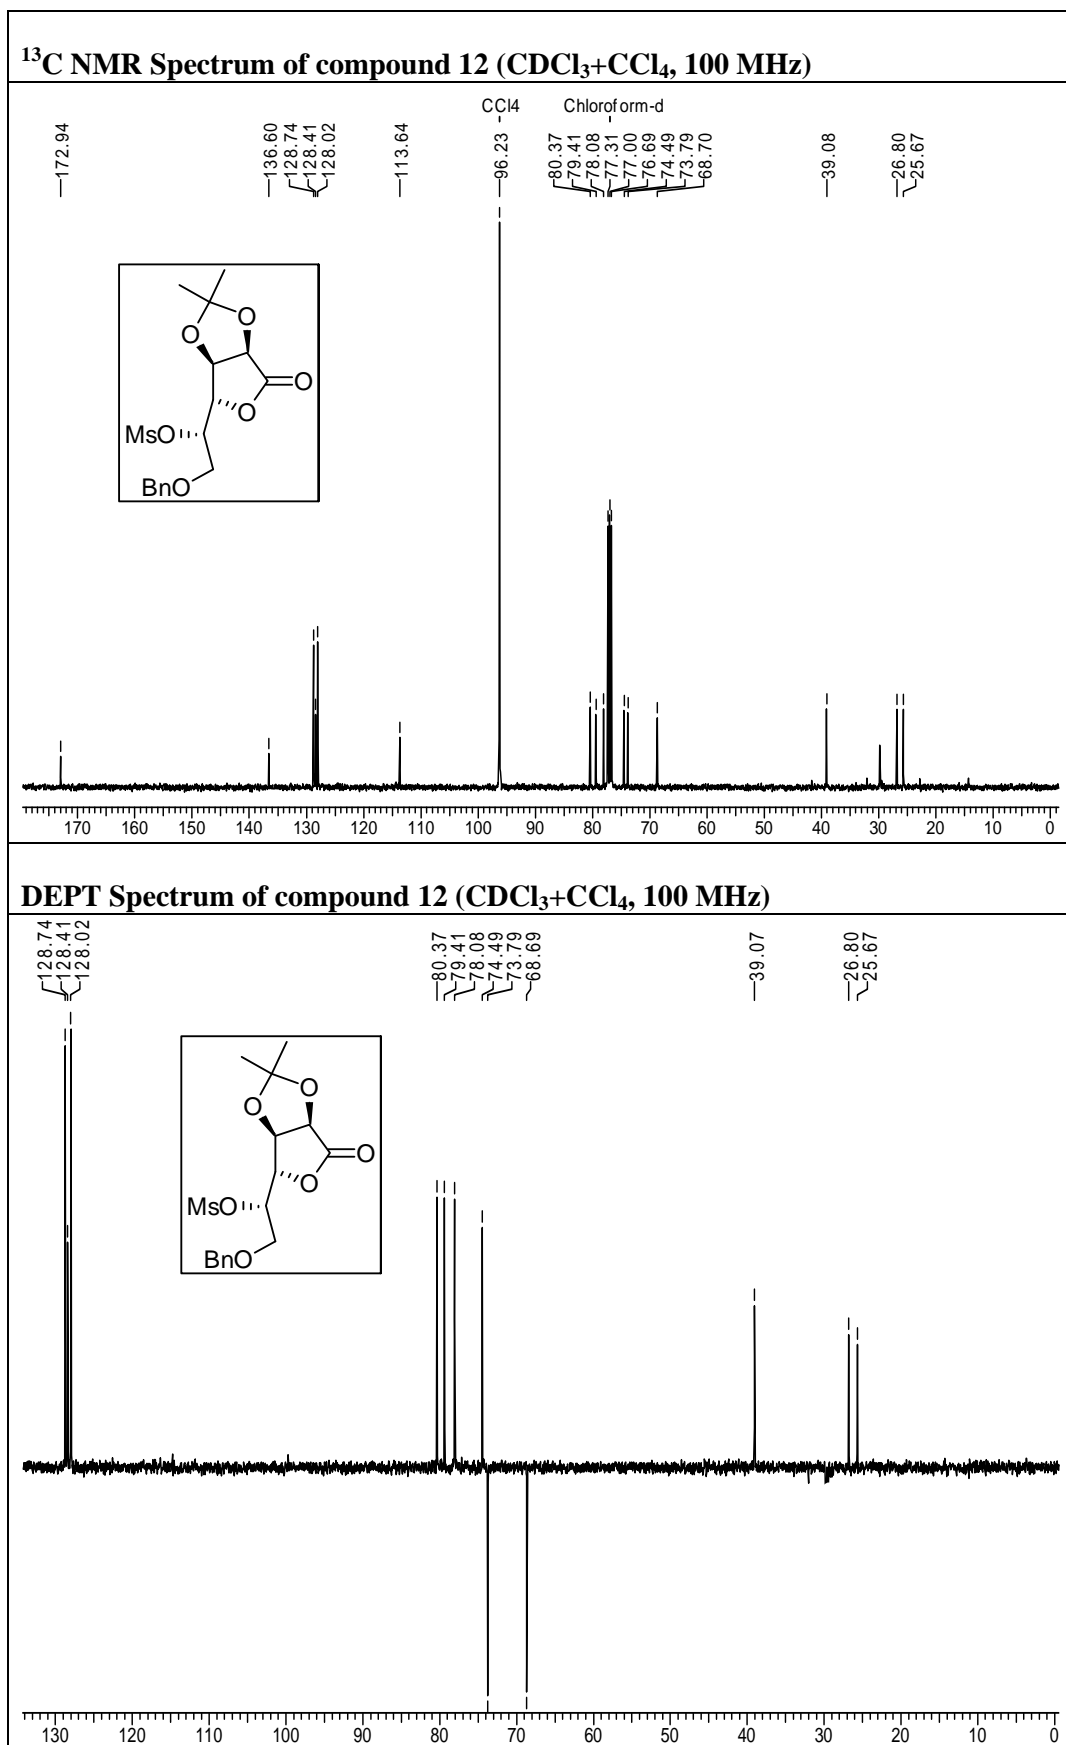 ¹³C NMR Spectrum of compound 12 (CDCl₃+CCl₄, 100 MHz)
CCl4 Chloroform-d
172.94
136.60
128.74
128.41
128.02
113.64
96.23
80.37
79.41
78.08
77.31
77.00
76.69
74.49
73.79
68.70
39.08
26.80
25.67
O
O
O
O
MsO
BnO
170 160 150 140 130 120 110 100 90 80 70 60 50 40 30 20 10 0
DEPT Spectrum of compound 12 (CDCl₃+CCl₄, 100 MHz)
128.74
128.41
128.02
80.37
79.41
78.08
74.49
73.79
68.69
39.07
26.80
25.67
O
O
O
O
MsO
BnO
130 120 110 100 90 80 70 60 50 40 30 20 10 0